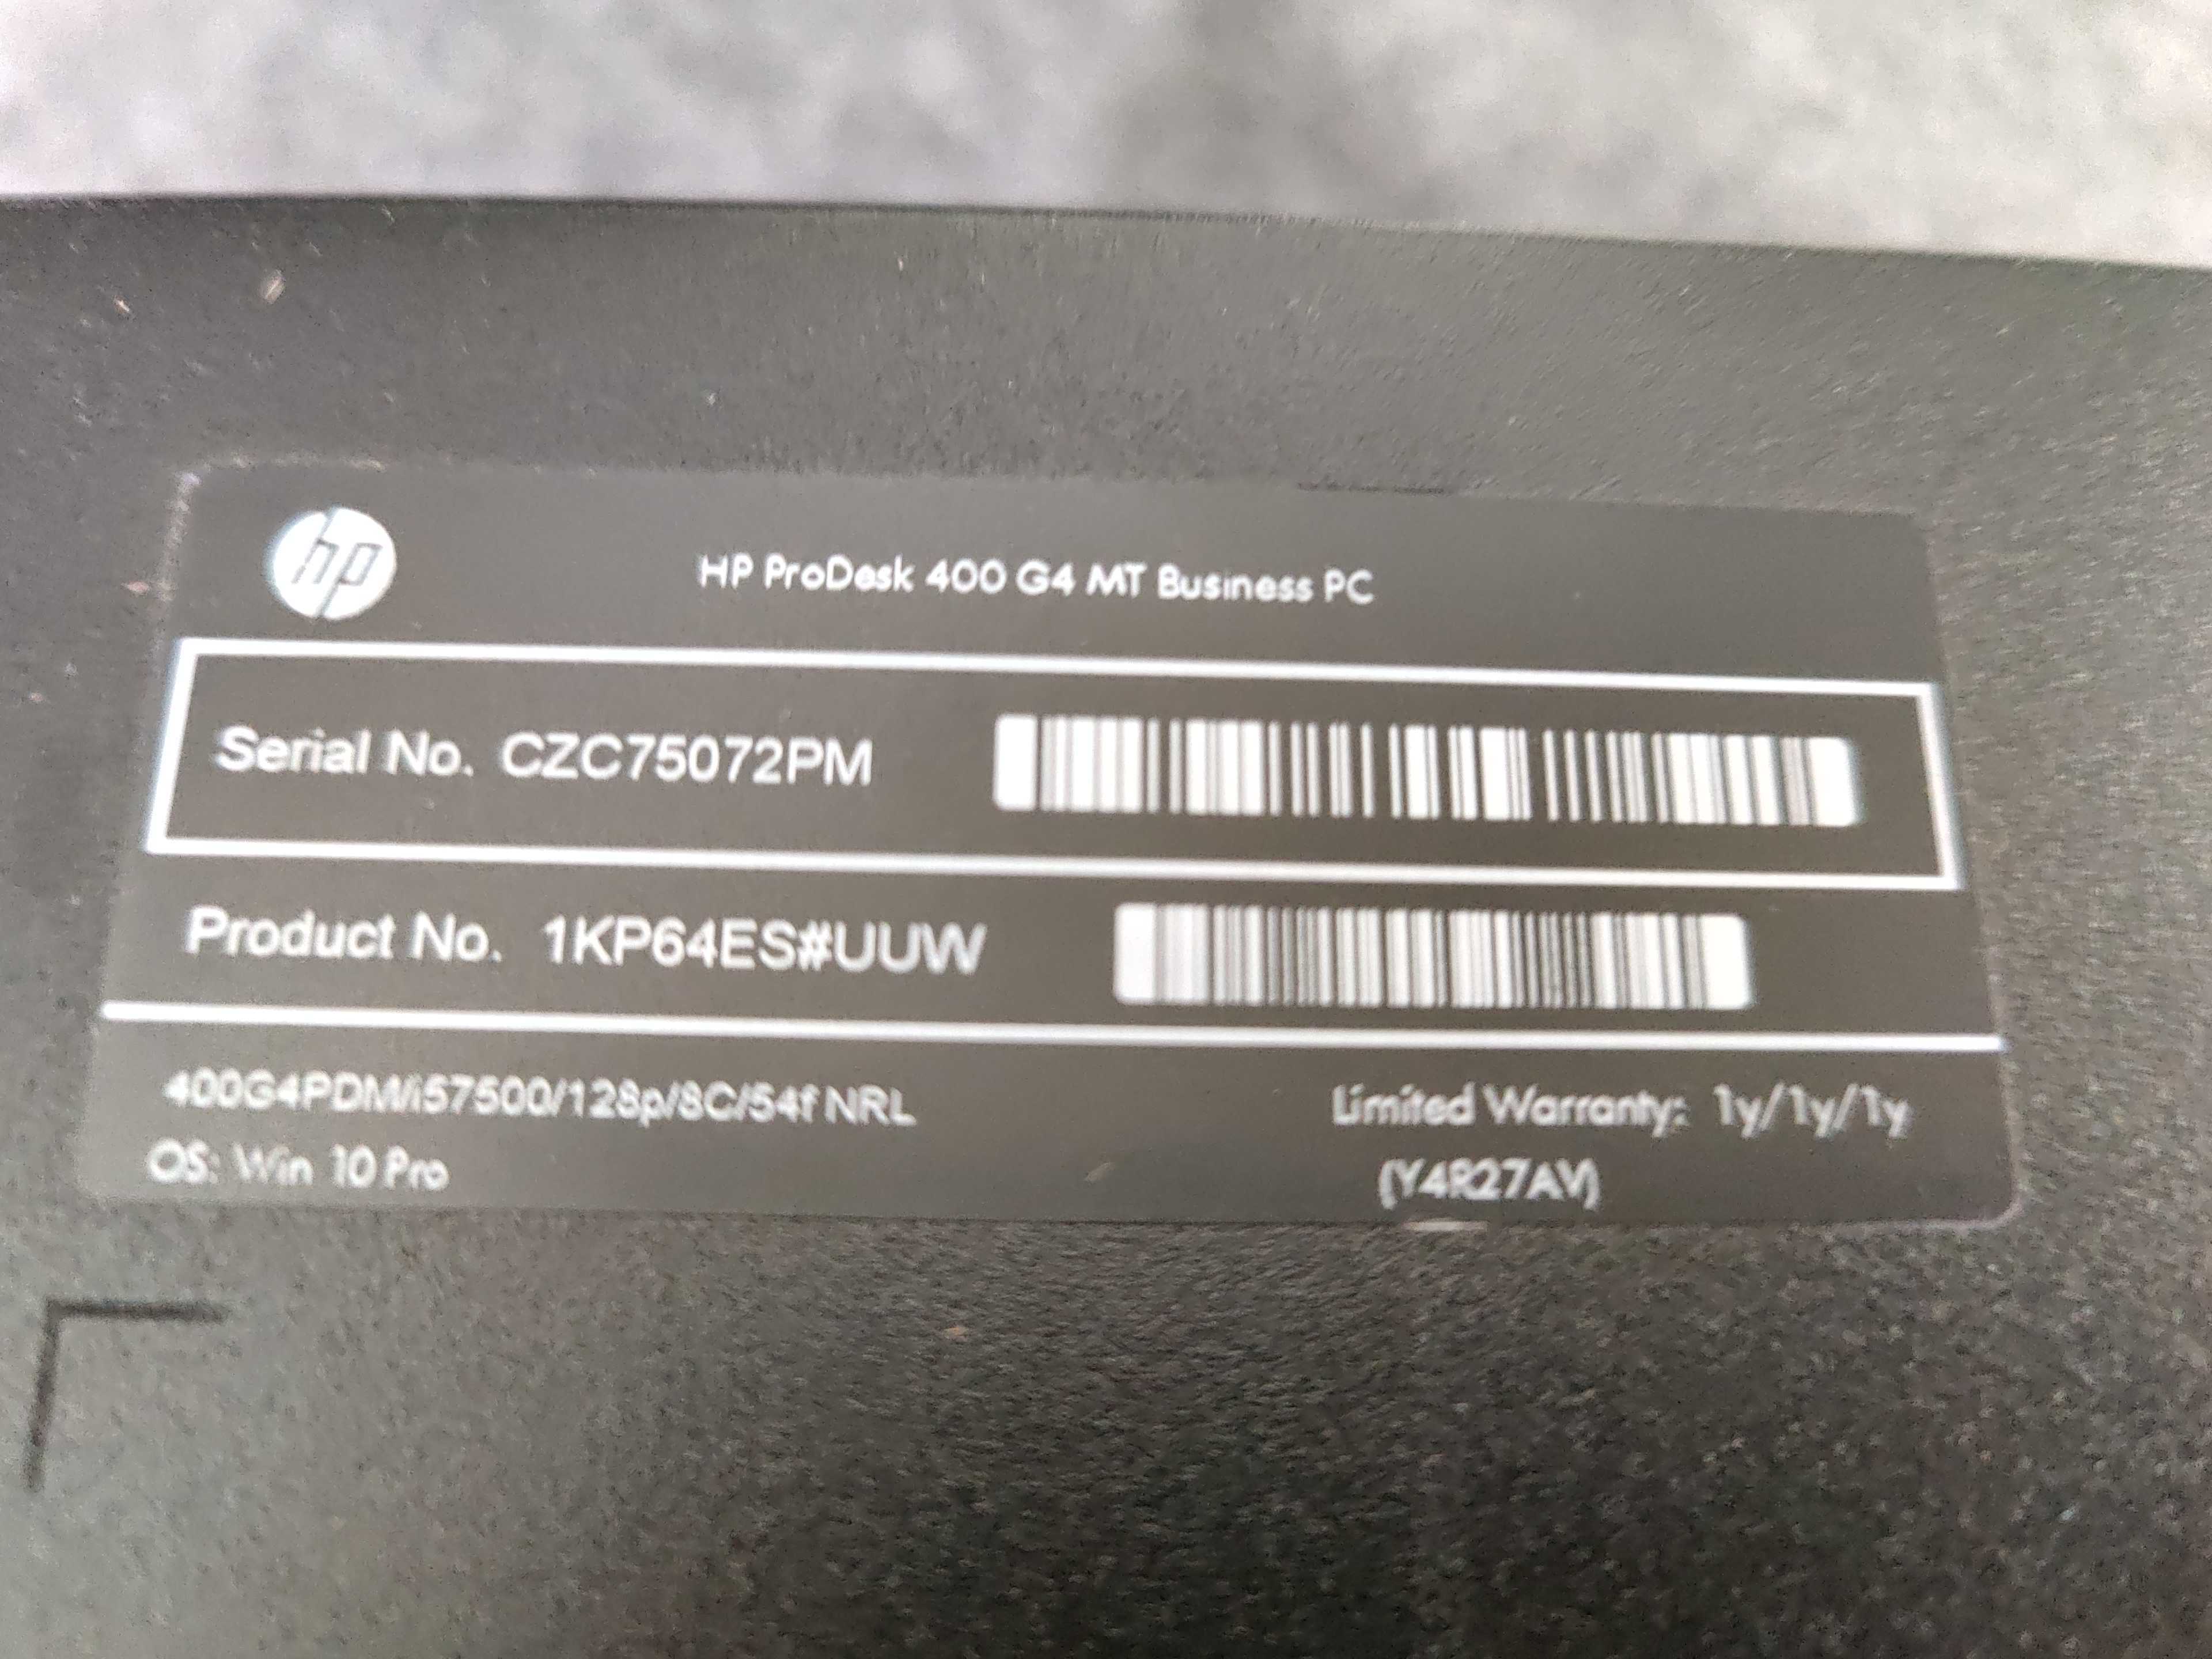 hp
HP ProDesk 400 G4 MT Business PC
Serial No. CZC75072PM
Product No. 1KP64ES#UUW
400G4PDM/i57500/128p/8C/54f NRL
Limited Warranty: 1y/1y/1y
OS: Win 10 Pro
(Y4R27AV)